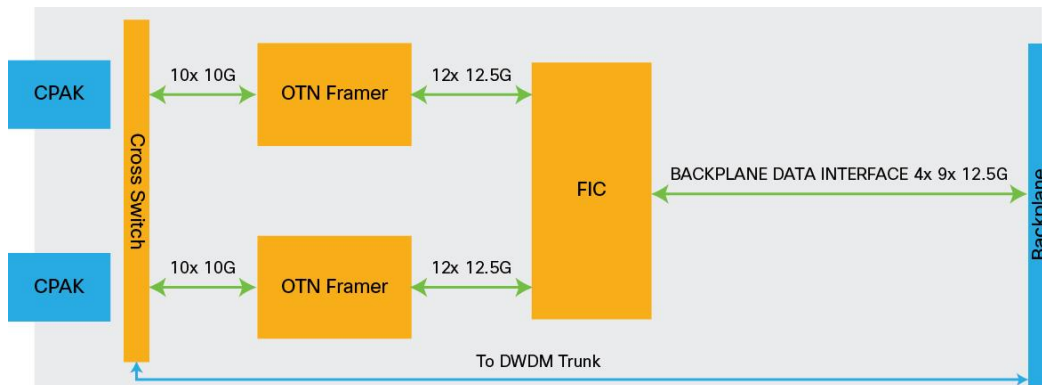 CPAK
Cross Switch
10x 10G
OTN Framer
12x 12.5G
FIC
BACKPLANE DATA INTERFACE 4x 9x 12.5G
Backplane
CPAK
10x 10G
OTN Framer
12x 12.5G
To DWDM Trunk